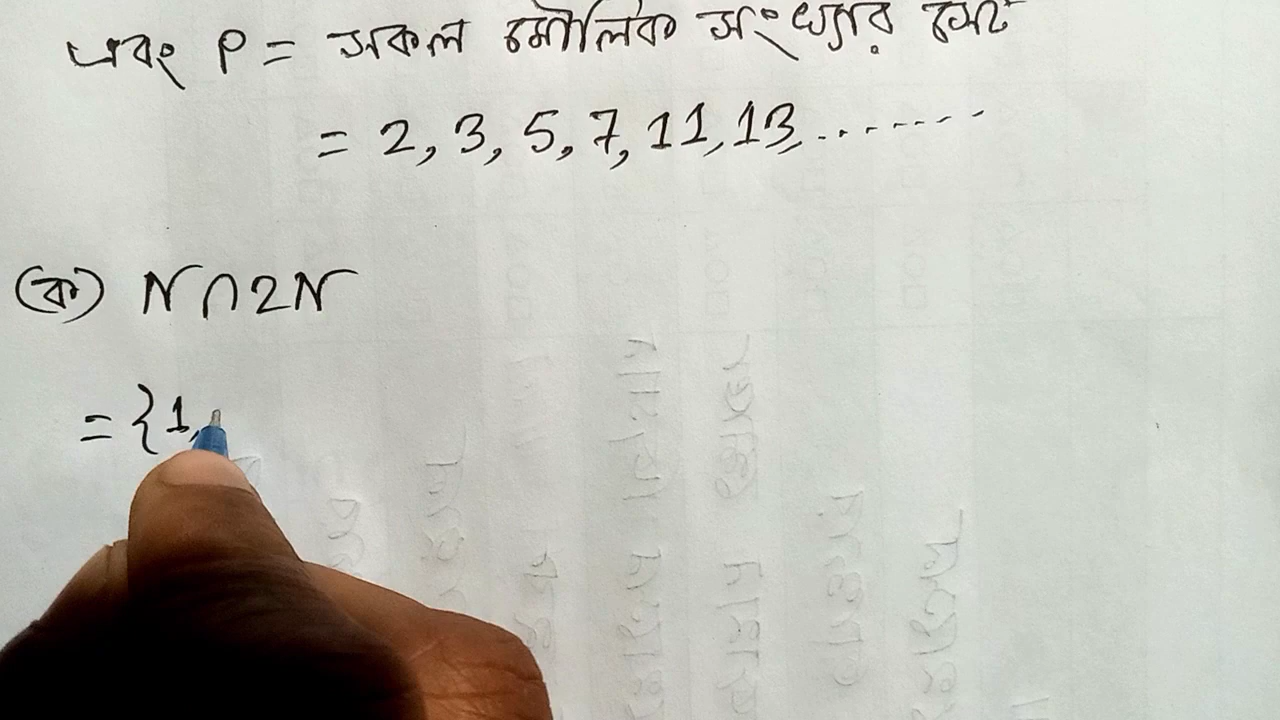 এবং P = সকল মৌলিক সংখ্যার সেট
= 2, 3, 5, 7, 11, 13, .......
(ক) N∩2N
= {1,